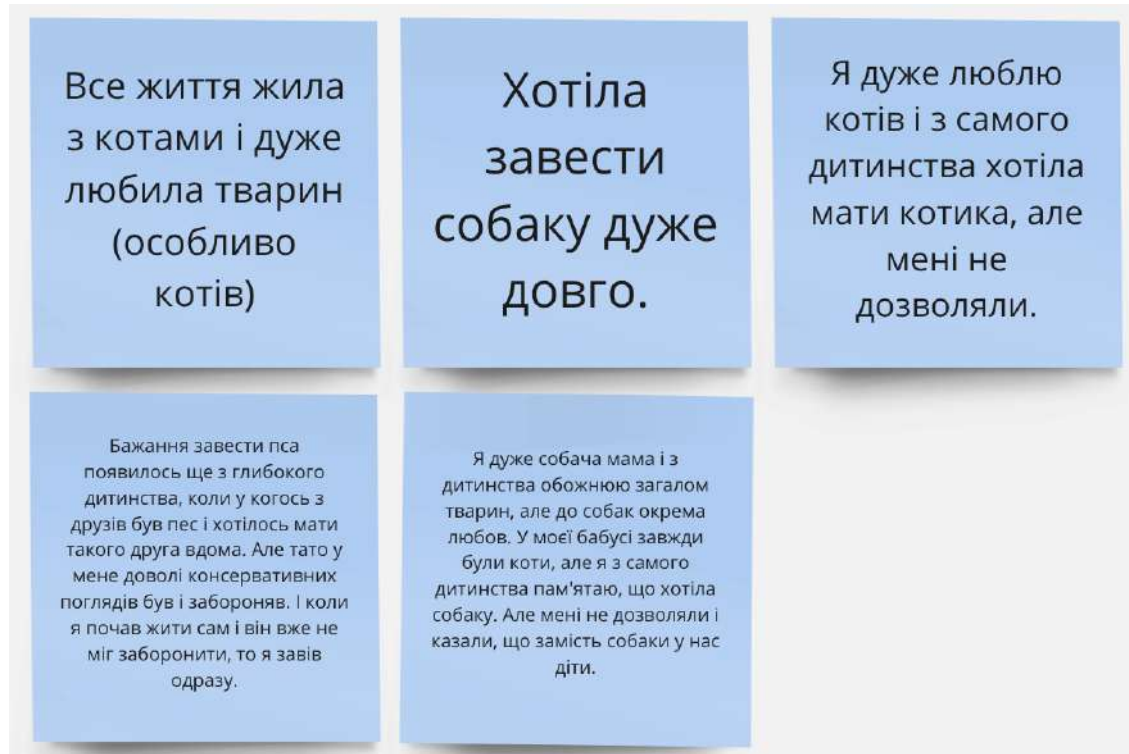 Все життя жила
з котами і дуже
любила тварин
(особливо
котів)
Хотіла
завести
собаку дуже
довго.
Я дуже люблю
котів і з самого
дитинства хотіла
мати котика, але
мені не
дозволяли.
Бажання завести пса
появилось ще з глибокого
дитинства, коли у когось з
друзів був пес і хотілось мати
такого друга вдома. Але тато у
мене доволі консервативних
поглядів був і забороняв. І коли
я почав жити сам і він вже не
міг заборонити, то я завів
одразу.
Я дуже собача мама і з
дитинства обожнюю загалом
тварин, але до собак окрема
любов. У моєї бабусі завжди
були коти, але я з самого
дитинства пам'ятаю, що хотіла
собаку. Але мені не дозволяли і
казали, що замість собаки у нас
діти.